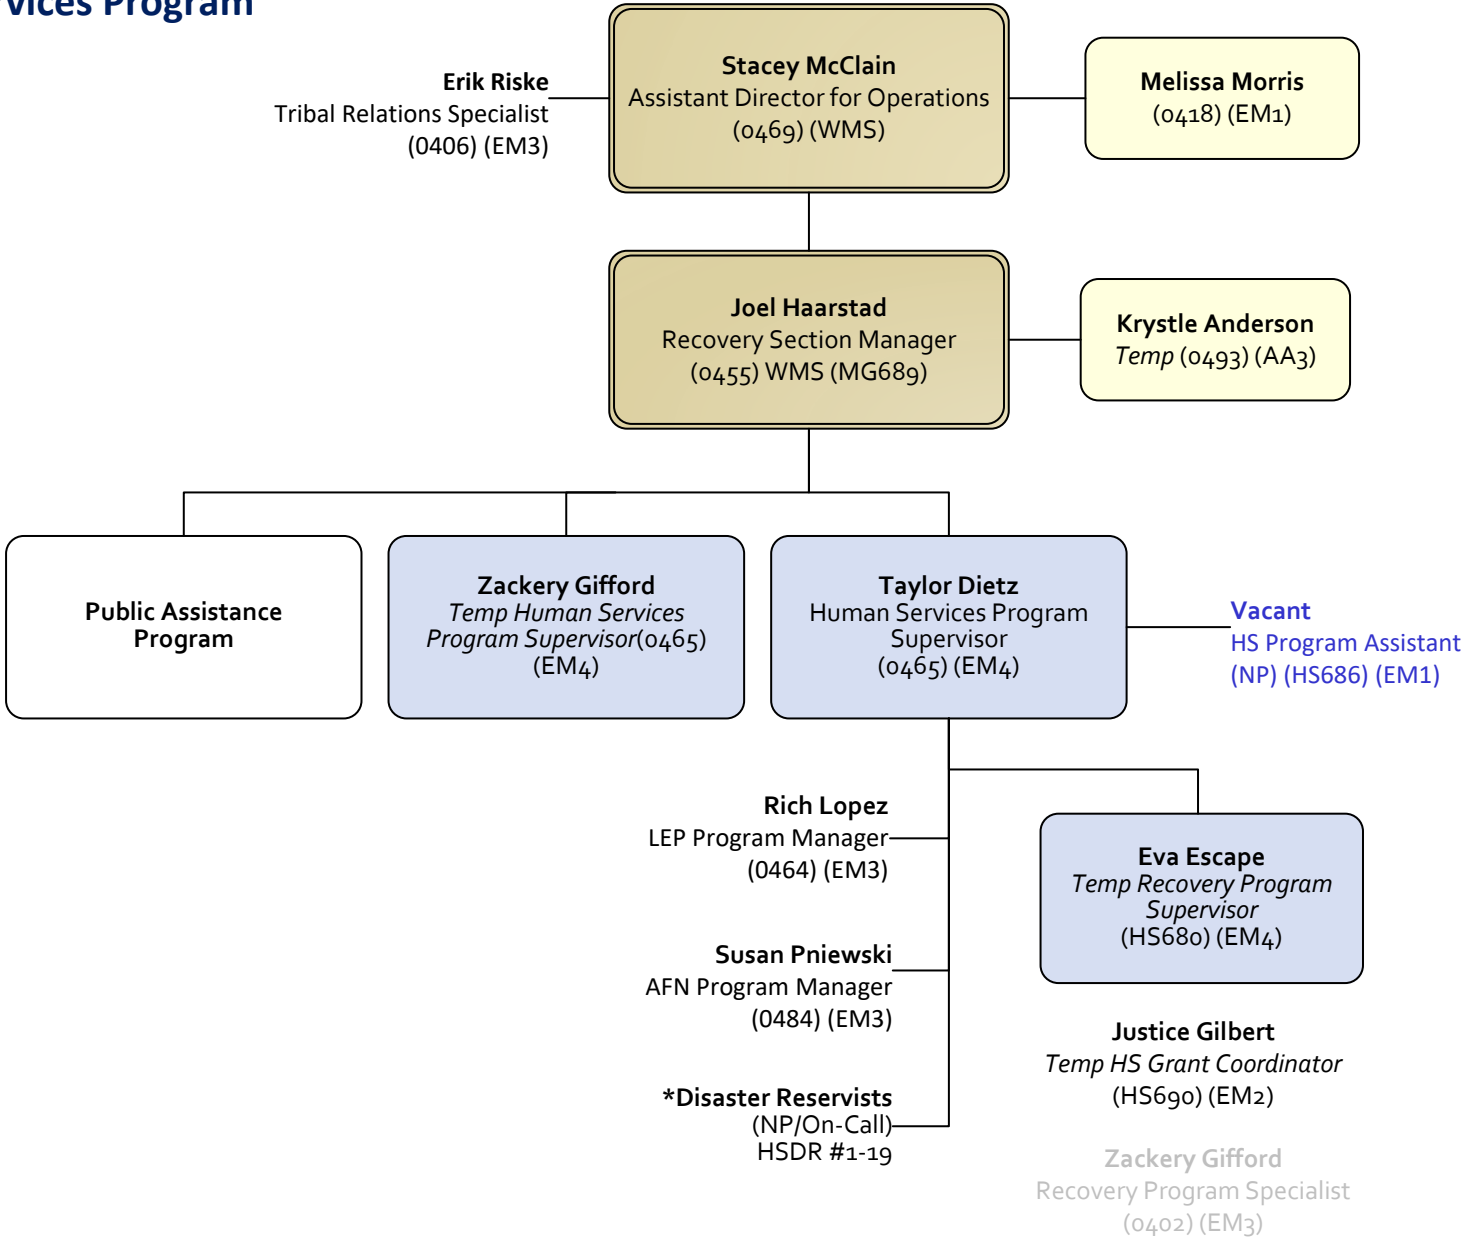 rvices Program
Erik Riske
Tribal Relations Specialist
(0406) (EM3)
Stacey McClain
Assistant Director for Operations
(0469) (WMS)
Melissa Morris
(0418) (EM1)
Joel Haarstad
Recovery Section Manager
(0455) WMS (MG689)
Krystle Anderson
Temp (0493) (AA3)
Public Assistance
Program
Zackery Gifford
Temp Human Services
Program Supervisor(0465)
(EM4)
Taylor Dietz
Human Services Program
Supervisor
(0465) (EM4)
Vacant
HS Program Assistant
(NP) (HS686) (EM1)
Rich Lopez
LEP Program Manager
(0464) (EM3)
Susan Pniewski
AFN Program Manager
(0484) (EM3)
*Disaster Reservists
(NP/On-Call)
HSDR #1-19
Eva Escape
Temp Recovery Program
Supervisor
(HS680) (EM4)
Justice Gilbert
Temp HS Grant Coordinator
(HS690) (EM2)
Zackery Gifford
Recovery Program Specialist
(0402) (EM3)